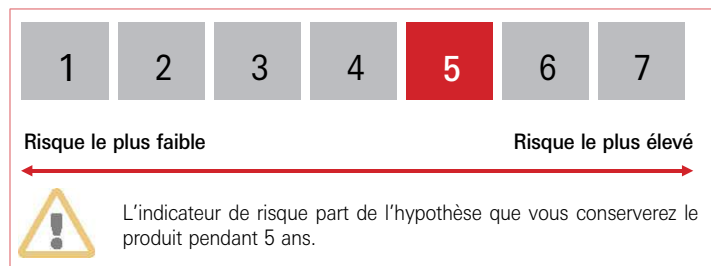 1 2 3 4 5 6 7
Risque le plus faible Risque le plus élevé
L'indicateur de risque part de l'hypothèse que vous conserverez le
produit pendant 5 ans.